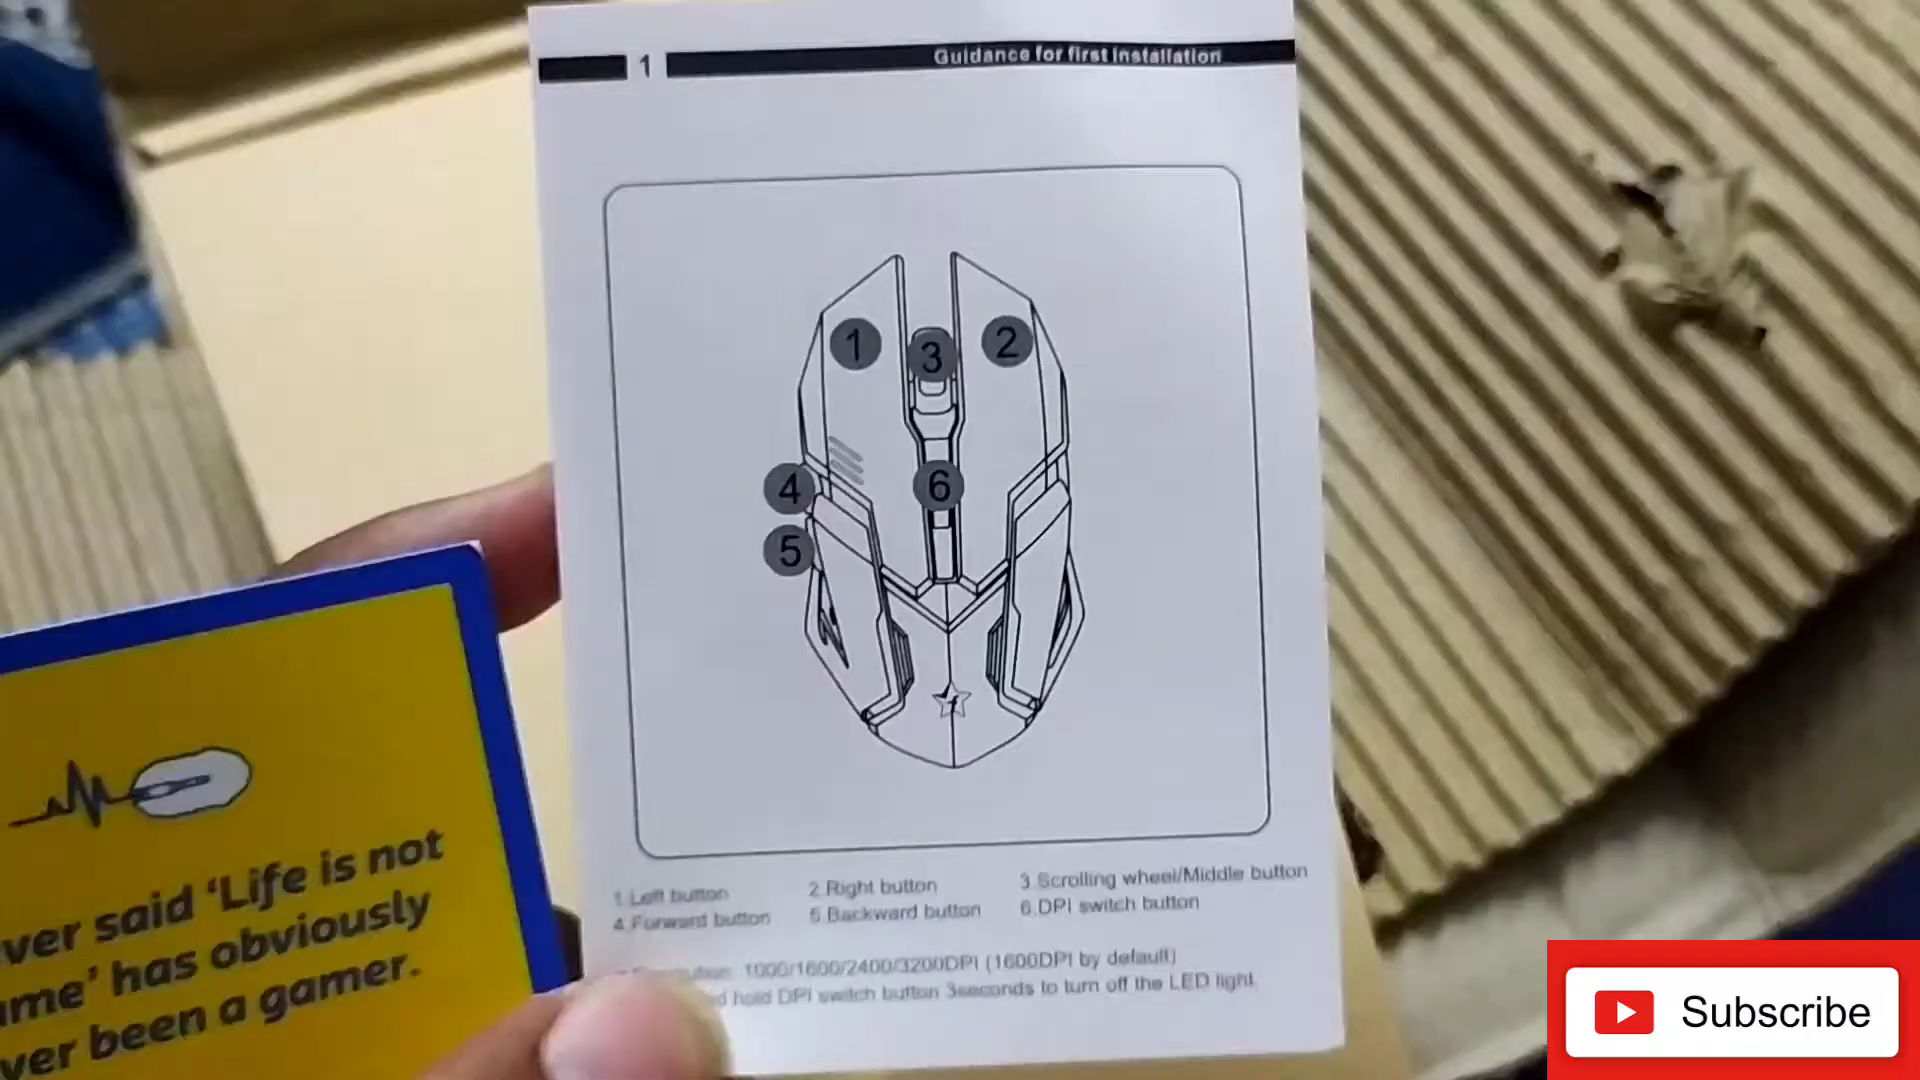 1
Guidance for first installation
1
2
3
4
5
6
1.Left button 2.Right button 3.Scrolling wheel/Middle button
4.Forward button 5.Backward button 6.DPI switch button
1000/1600/2400/3200DPI (1600DPI by default)
hold DPI switch button 3seconds to turn off the LED light.
ver said ‘Life is not
ame’ has obviously
ver been a gamer.
Subscribe